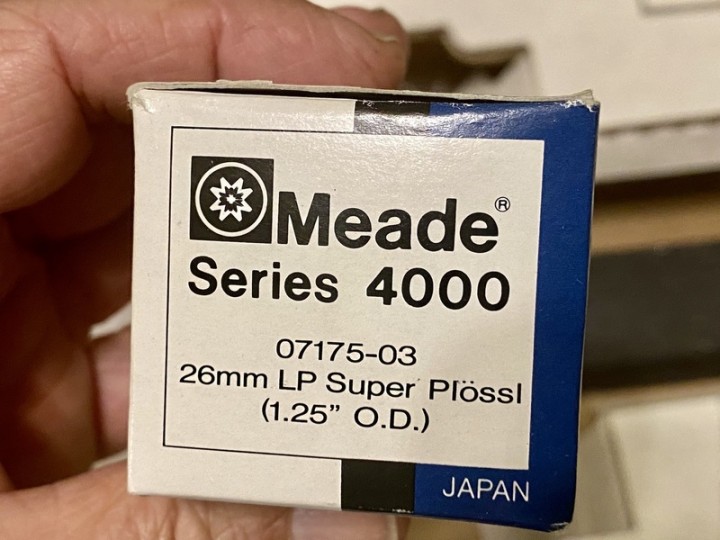 Meade®
Series 4000
07175-03
26mm LP Super Plössl
(1.25” O.D.)
JAPAN